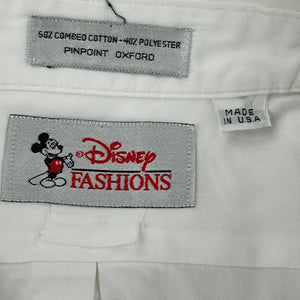 60% COMBED COTTON-40% POLYESTER
PINPOINT OXFORD
MADE
IN U.S.A
©Disney
FASHIONS